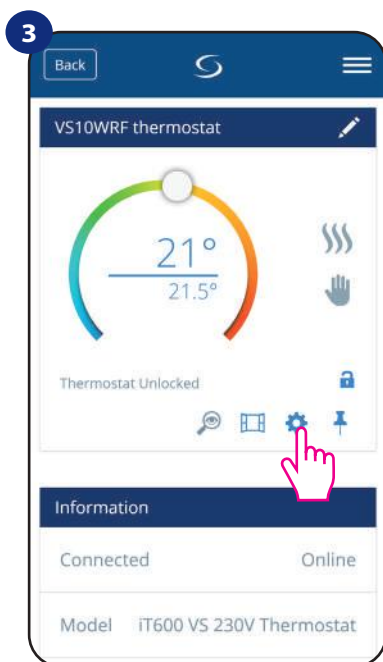 3
Back
VS10WRF thermostat
21°
21.5°
Thermostat Unlocked
Information
Connected Online
Model iT600 VS 230V Thermostat